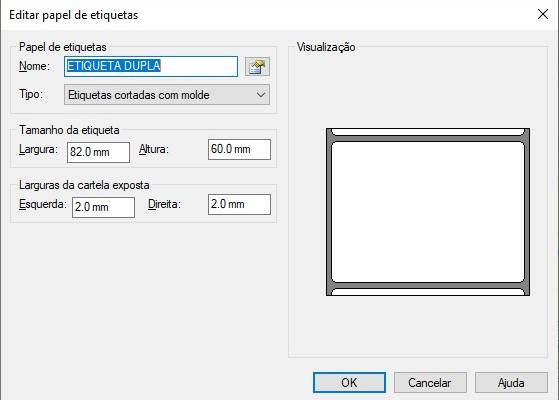 Editar papel de etiquetas
Papel de etiquetas
Nome: ETIQUETA DUPLA
Tipo: Etiquetas cortadas com molde
Tamanho da etiqueta
Largura: 82.0 mm Altura: 60.0 mm
Larguras da cartela exposta
Esquerda: 2.0 mm Direita: 2.0 mm
Visualização
OK Cancelar Ajuda